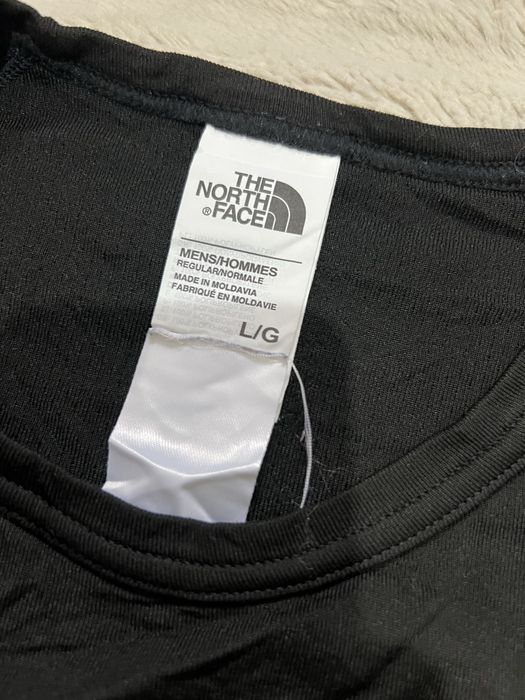 THE
NORTH
®FACE
MENS/HOMMES
REGULAR/NORMALE
MADE IN MOLDAVIA
FABRIQUÉ EN MOLDAVIE
L/G